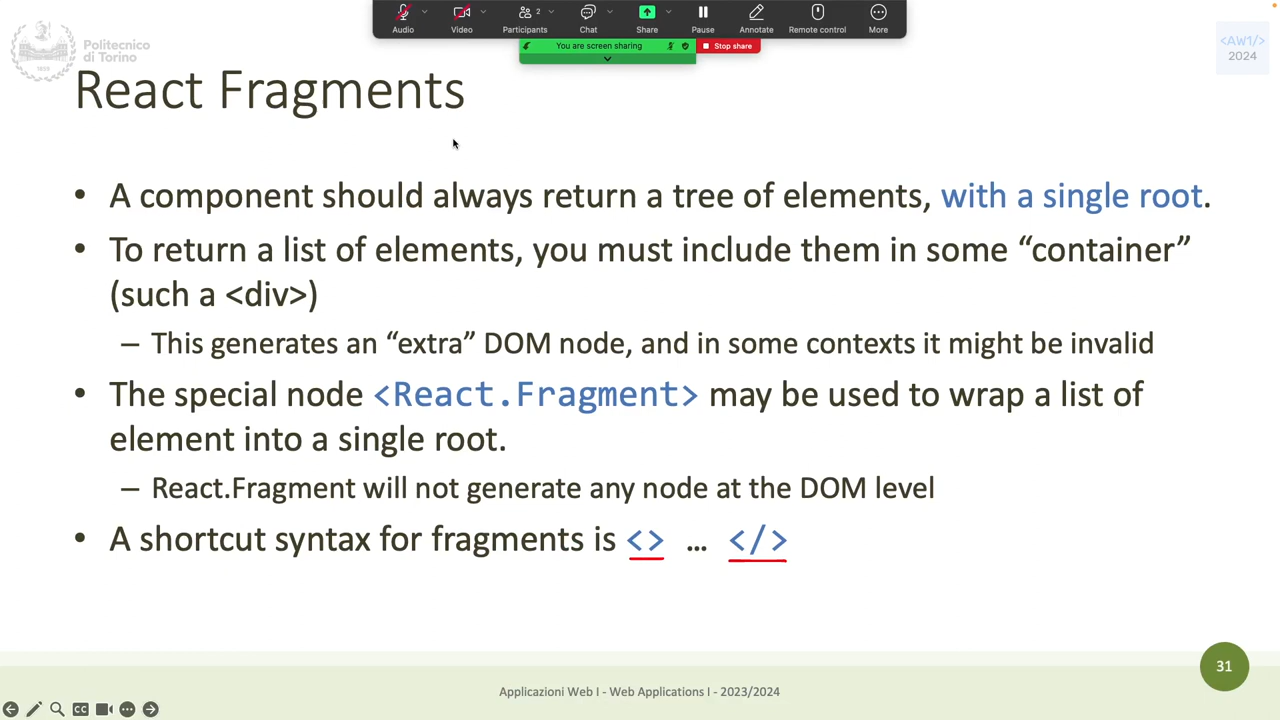 Audio
Video
2
Participants
Chat
Share
Pause
Annotate
Remote control
More
You are screen sharing
Stop share
Politecnico
di Torino
1859
<AW1/>
2024
React Fragments
• A component should always return a tree of elements, with a single root.
• To return a list of elements, you must include them in some “container”
(such a <div>)
– This generates an “extra” DOM node, and in some contexts it might be invalid
• The special node <React.Fragment> may be used to wrap a list of
element into a single root.
– React.Fragment will not generate any node at the DOM level
• A shortcut syntax for fragments is <> … </>
31
Applicazioni Web I - Web Applications I - 2023/2024
CC